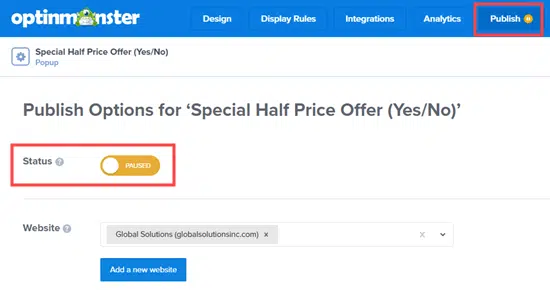 optinmonster
Design Display Rules Integrations Analytics Publish
Special Half Price Offer (Yes/No)
Popup
Publish Options for ‘Special Half Price Offer (Yes/No)’
Status ? PAUSED
Website ? Global Solutions (globalsolutionsinc.com) x x
Add a new website